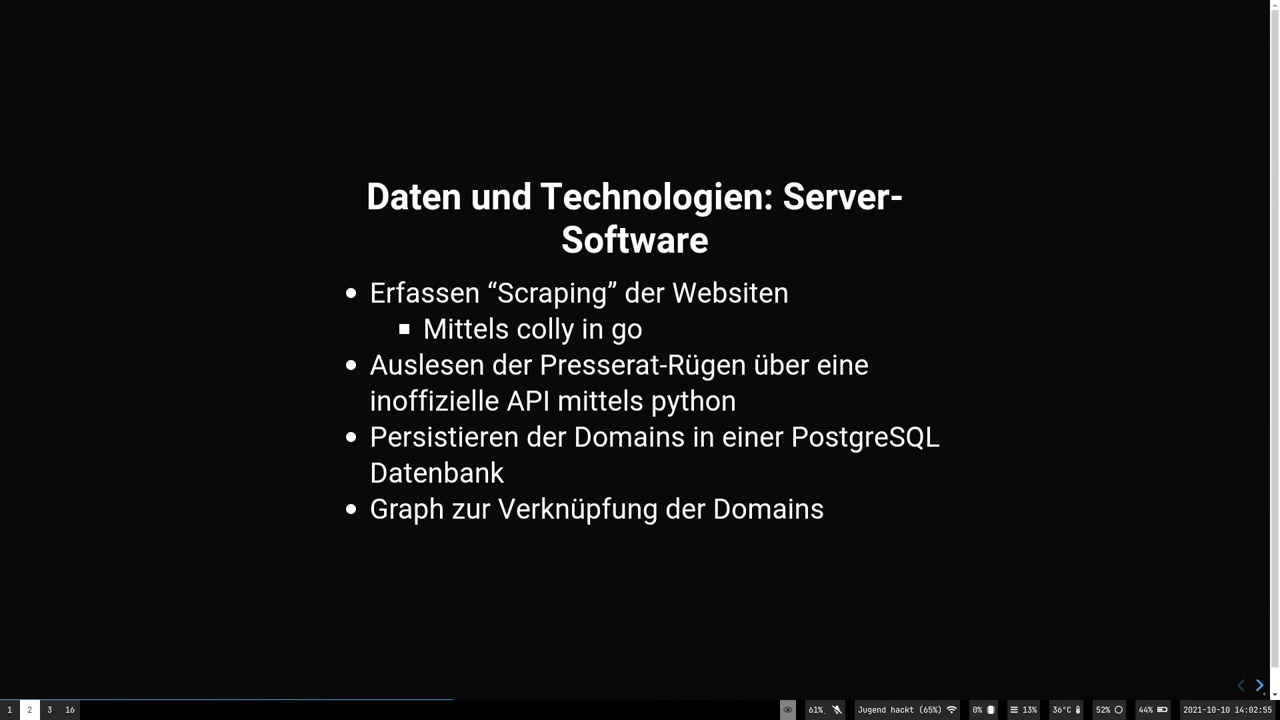 Daten und Technologien: Server-
Software
Erfassen “Scraping” der Websiten
Mittels colly in go
Auslesen der Presserat-Rügen über eine
inoffizielle API mittels python
Persistieren der Domains in einer PostgreSQL
Datenbank
Graph zur Verknüpfung der Domains
1 2 3 16 61% Jugend hackt (65%) 0% 13% 36°C 52% 44% 2021-10-10 14:02:55